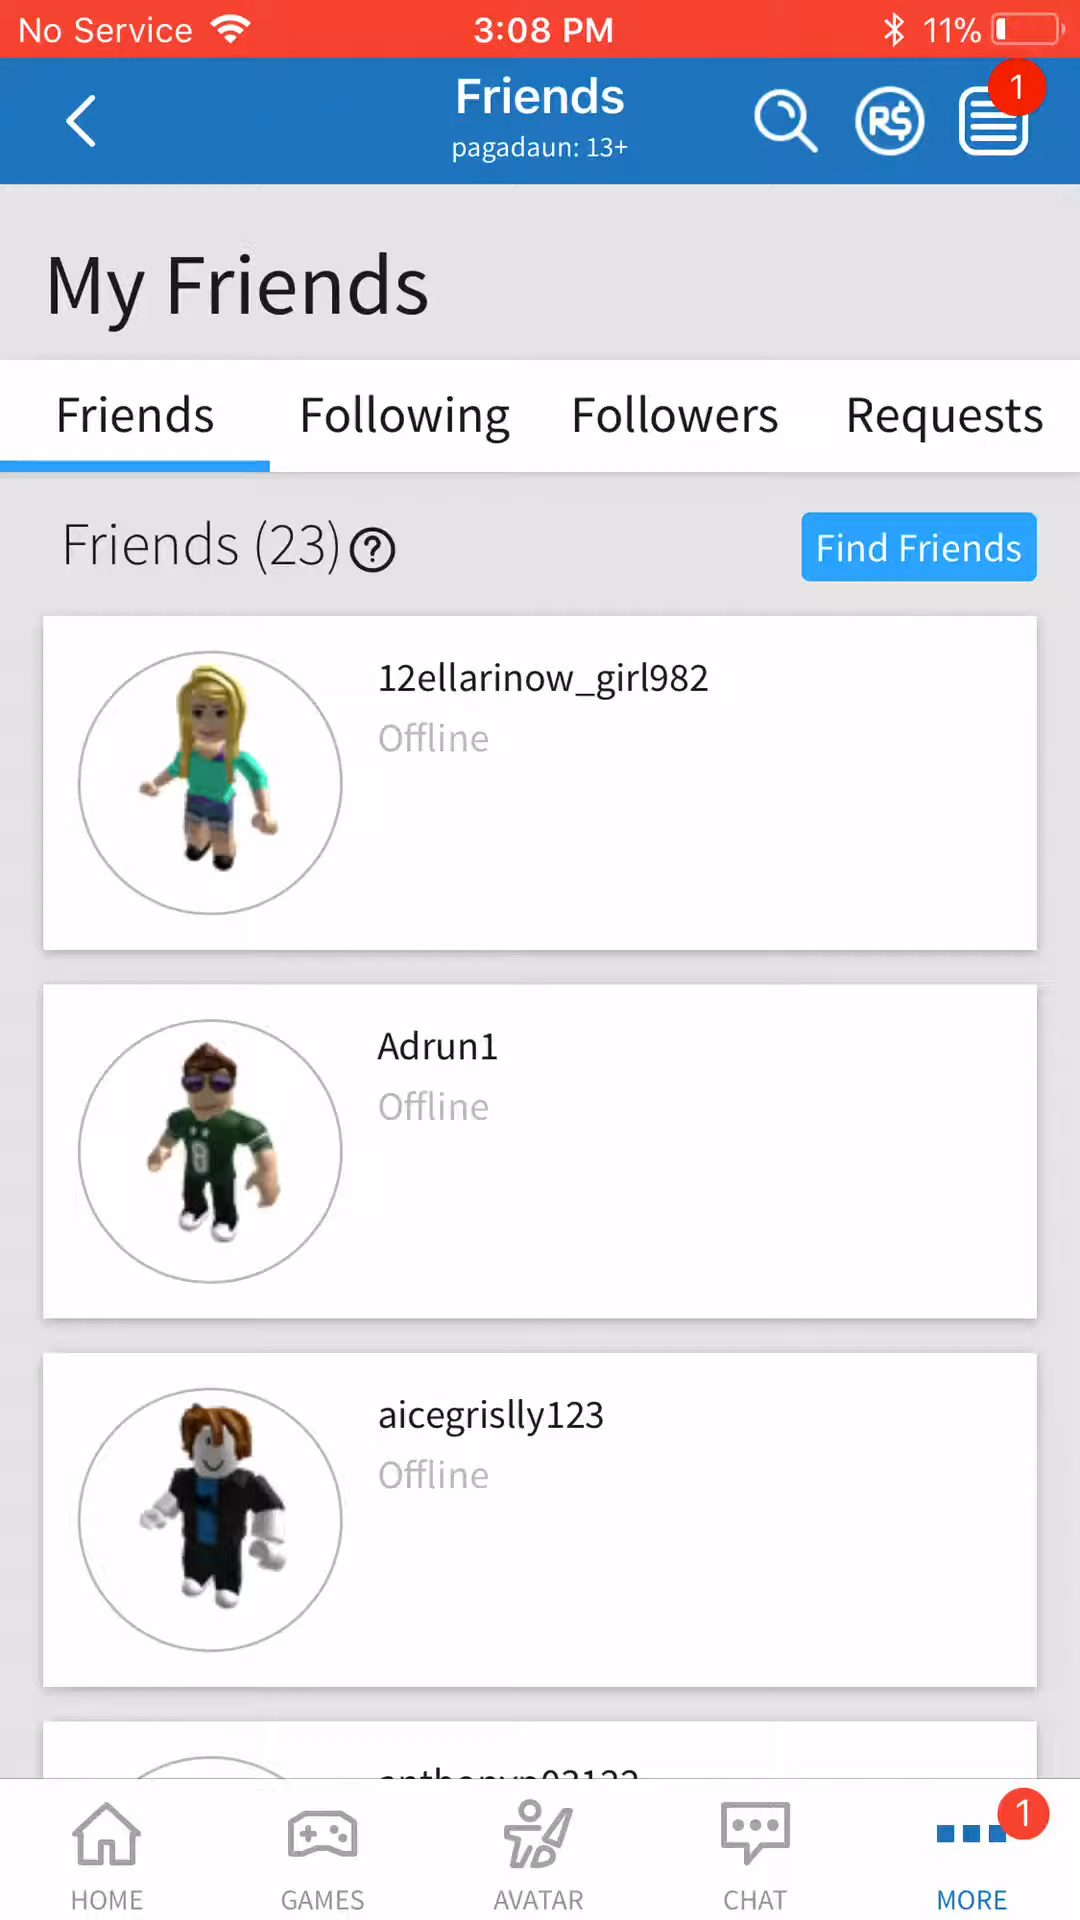 No Service 3:08 PM 11%
Friends
pagadaun: 13+
R$
1
My Friends
Friends Following Followers Requests
Friends (23) ?
Find Friends
12ellarinow_girl982
Offline
Adrun1
Offline
8
aicegrislly123
Offline
1
HOME GAMES AVATAR CHAT MORE